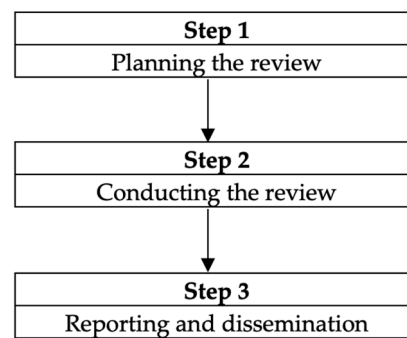 Step 1
Planning the review
Step 2
Conducting the review
Step 3
Reporting and dissemination